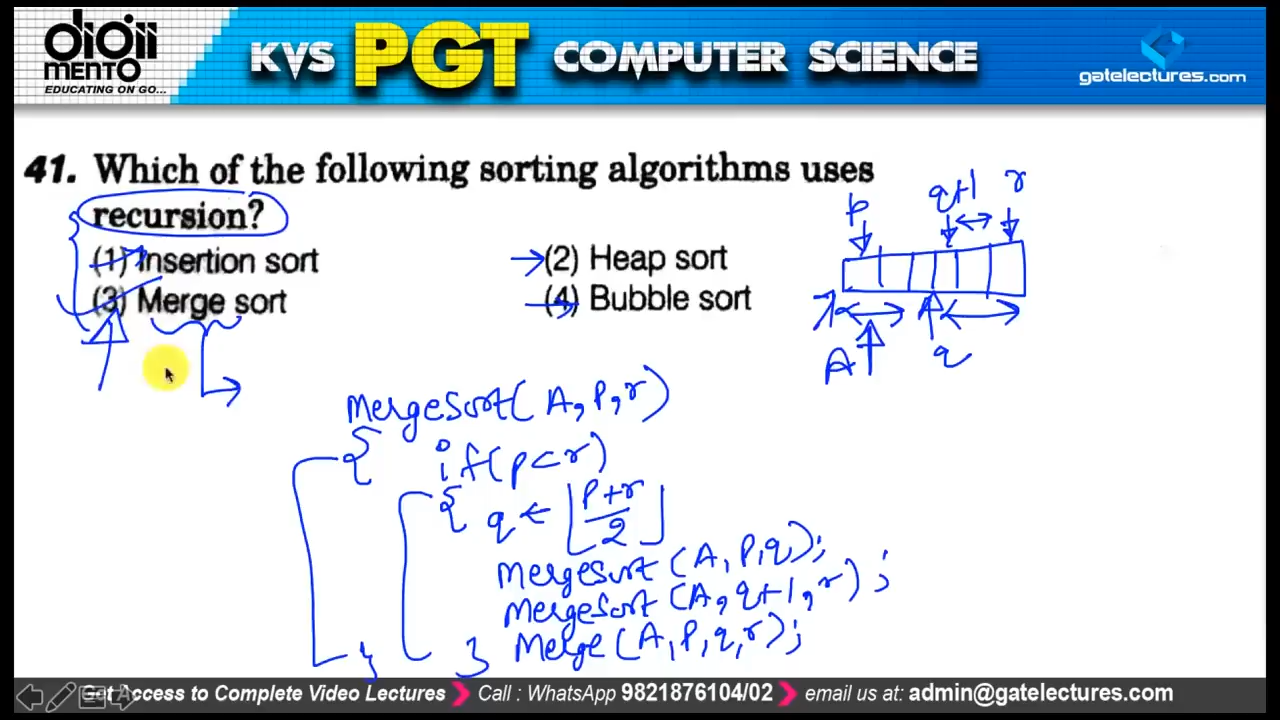 digii
MENTO
EDUCATING ON GO...
KVS PGT COMPUTER SCIENCE
gatelectures.com
41. Which of the following sorting algorithms uses
recursion?
(1) Insertion sort
(2) Heap sort
(3) Merge sort
(4) Bubble sort
P q+1 r
A q
MergeSort(A, P, r)
{ if(p<r)
{ q ← ⌊P+r/2⌋
MergeSort (A, P, q);
MergeSort (A, q+1, r);
} Merge (A, P, q, r);
}
Get Access to Complete Video Lectures
Call : WhatsApp 9821876104/02
email us at: admin@gatelectures.com